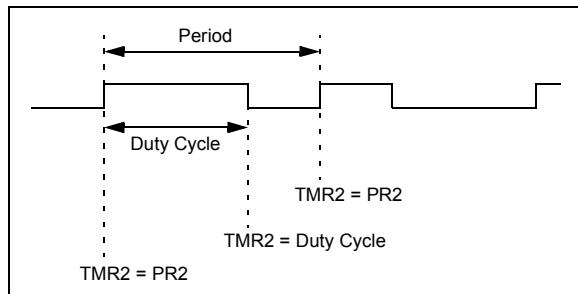 Period
Duty Cycle
TMR2 = PR2
TMR2 = Duty Cycle
TMR2 = PR2